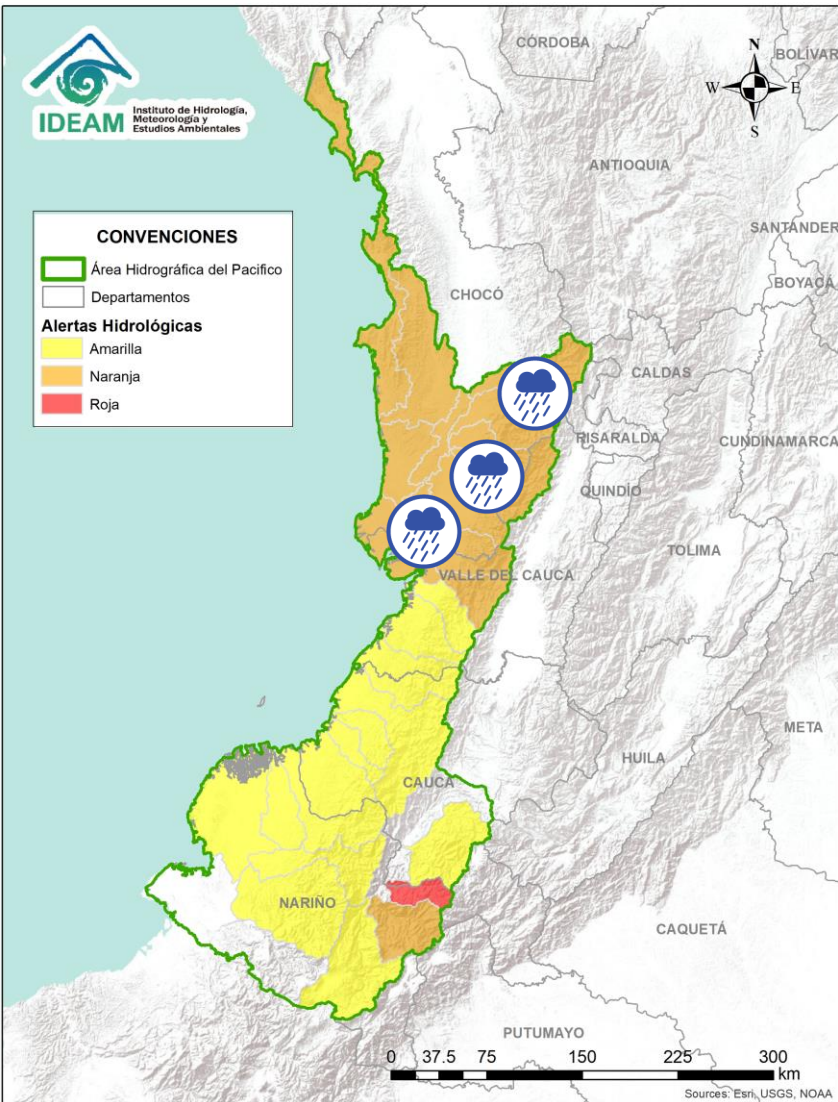 IDEAM
Instituto de Hidrología,
Meteorología y
Estudios Ambientales
CÓRDOBA
BOLÍVAR
N
W
E
S
ANTIOQUIA
SANTANDER
BOYACÁ
CHOCÓ
CALDAS
RISARALDA
CUNDINAMARCA
QUINDÍO
TOLIMA
VALLE DEL CAUCA
META
HUILA
CAUCA
NARIÑO
CAQUETÁ
PUTUMAYO
CONVENCIONES
Área Hidrográfica del Pacifico
Departamentos
Alertas Hidrológicas
Amarilla
Naranja
Roja
0 37.5 75 150 225 300
km
Sources: Esri, USGS, NOAA